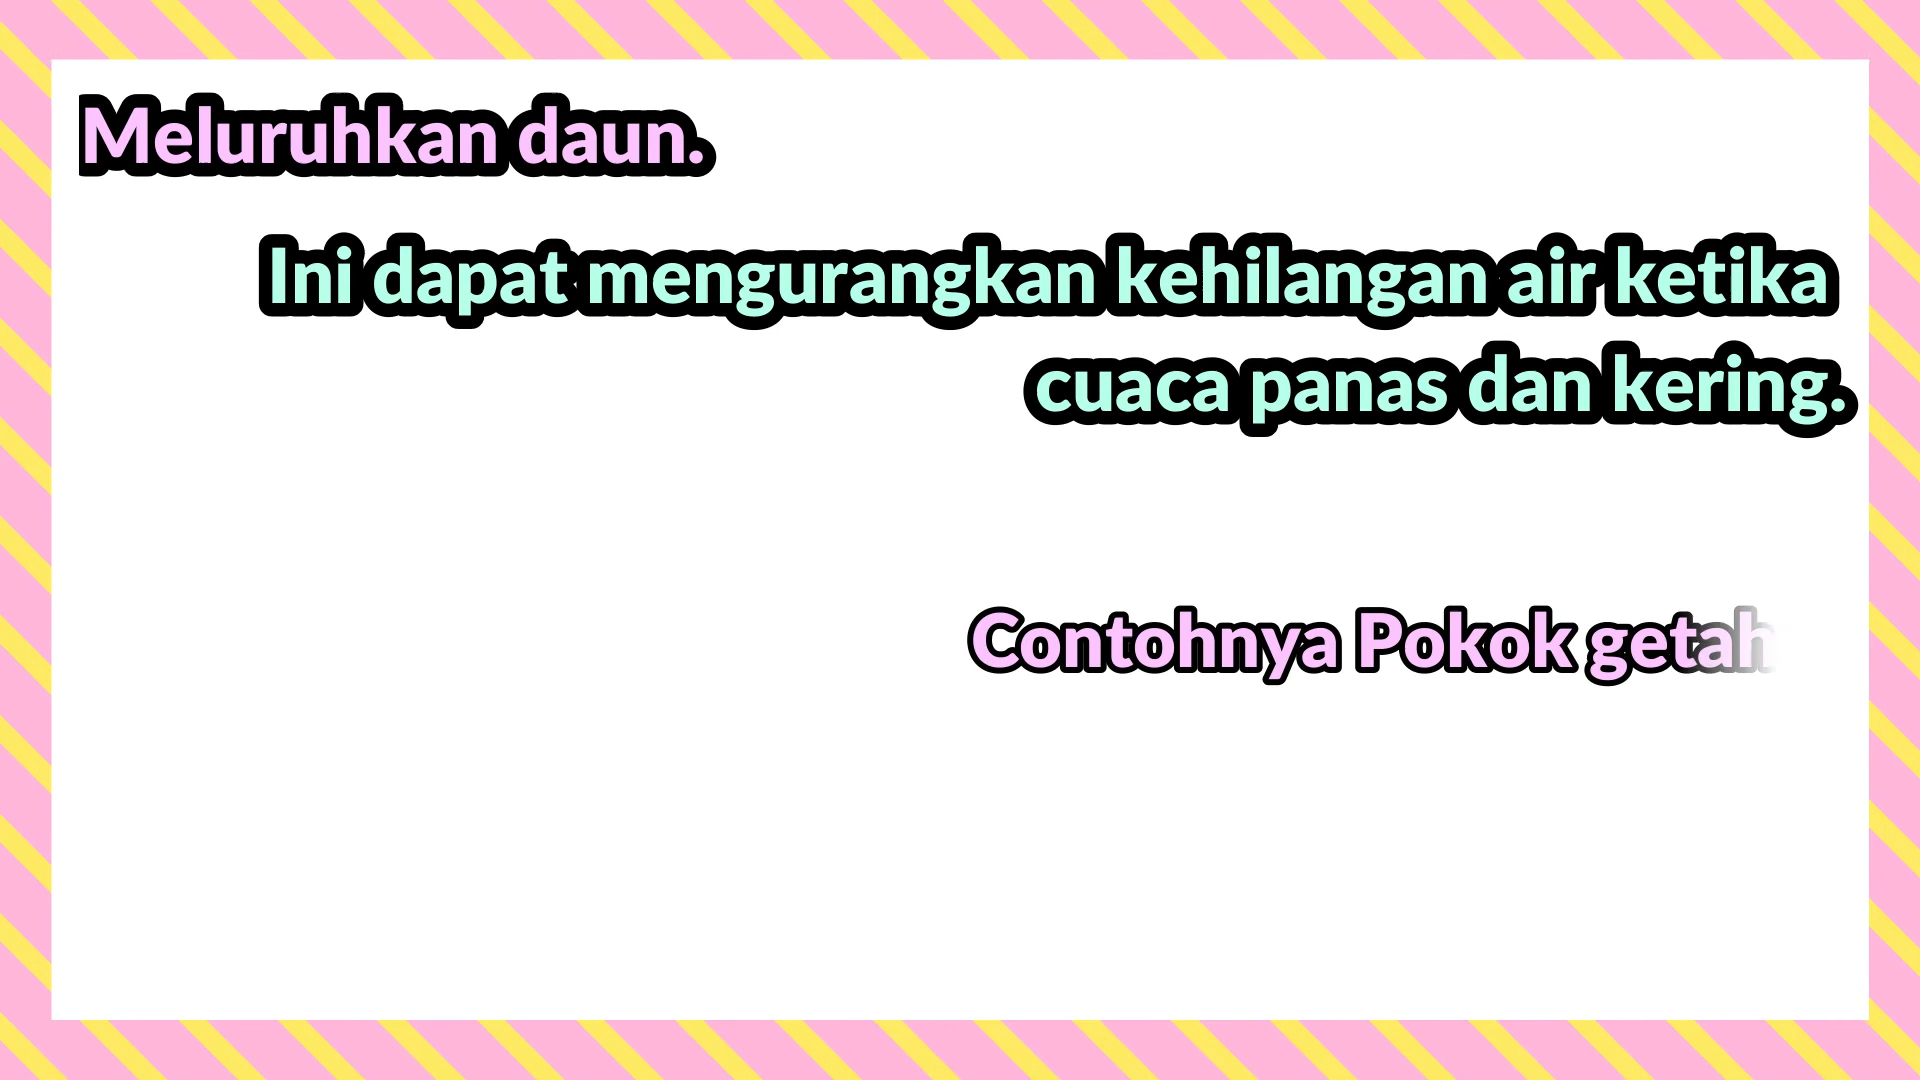 Meluruhkan daun.
Ini dapat mengurangkan kehilangan air ketika
cuaca panas dan kering.
Contohnya Pokok getah